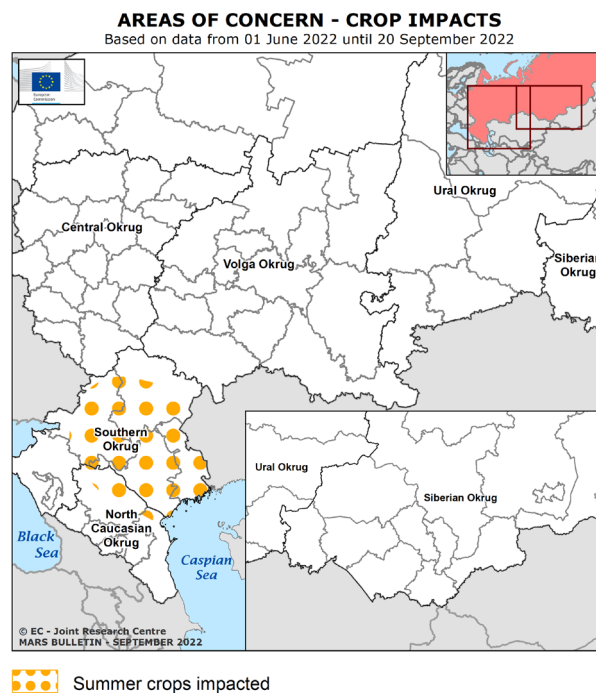 AREAS OF CONCERN - CROP IMPACTS
Based on data from 01 June 2022 until 20 September 2022
European
Commission
Ural Okrug
Central Okrug
Volga Okrug
Siberian
Okrug
Southern
Okrug
Ural Okrug
Siberian Okrug
North
Caucasian
Okrug
Black
Sea
Caspian
Sea
© EC - Joint Research Centre
MARS BULLETIN - SEPTEMBER 2022
Summer crops impacted